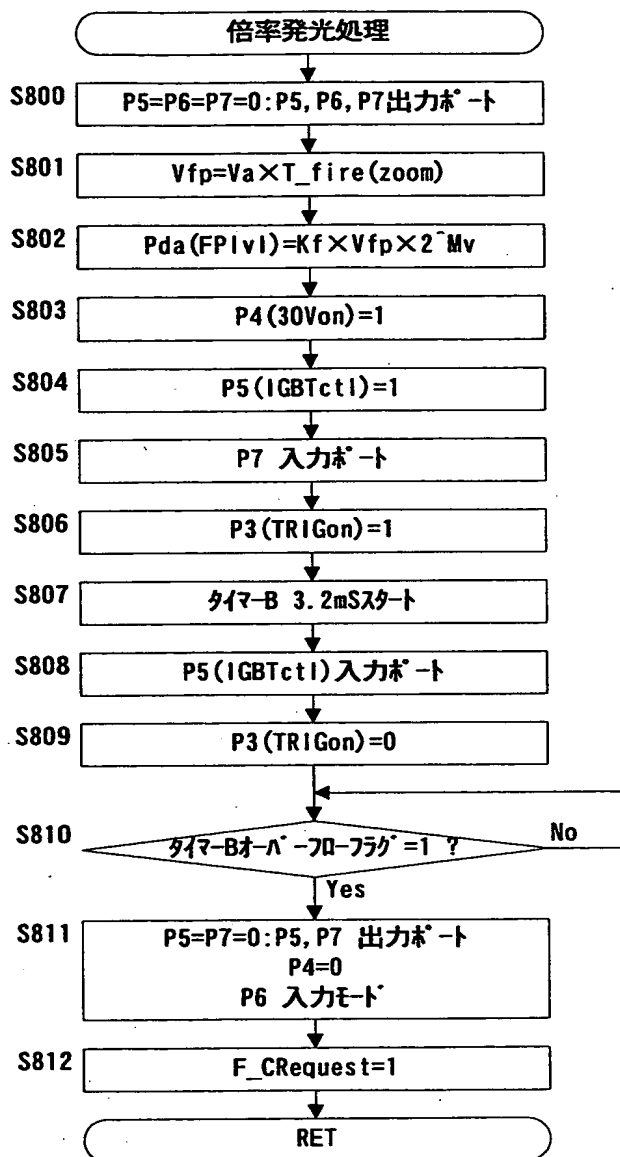 倍率発光処理
S800
P5=P6=P7=0:P5,P6,P7出力ﾎﾟｰﾄ
S801
Vfp=Va×T_fire(zoom)
S802
Pda(FPlvl)=Kf×Vfp×2^Mv
S803
P4(30Von)=1
S804
P5(IGBTctl)=1
S805
P7 入力ﾎﾟｰﾄ
S806
P3(TRIGon)=1
S807
ﾀｲﾏｰB 3.2mSｽﾀｰﾄ
S808
P5(IGBTctl)入力ﾎﾟｰﾄ
S809
P3(TRIGon)=0
S810
ﾀｲﾏｰBｵｰﾊﾞｰﾌﾛｰﾌﾗｸﾞ=1 ?
No
Yes
S811
P5=P7=0:P5,P7 出力ﾎﾟｰﾄ
P4=0
P6 入力ﾓｰﾄﾞ
S812
F_CRequest=1
RET